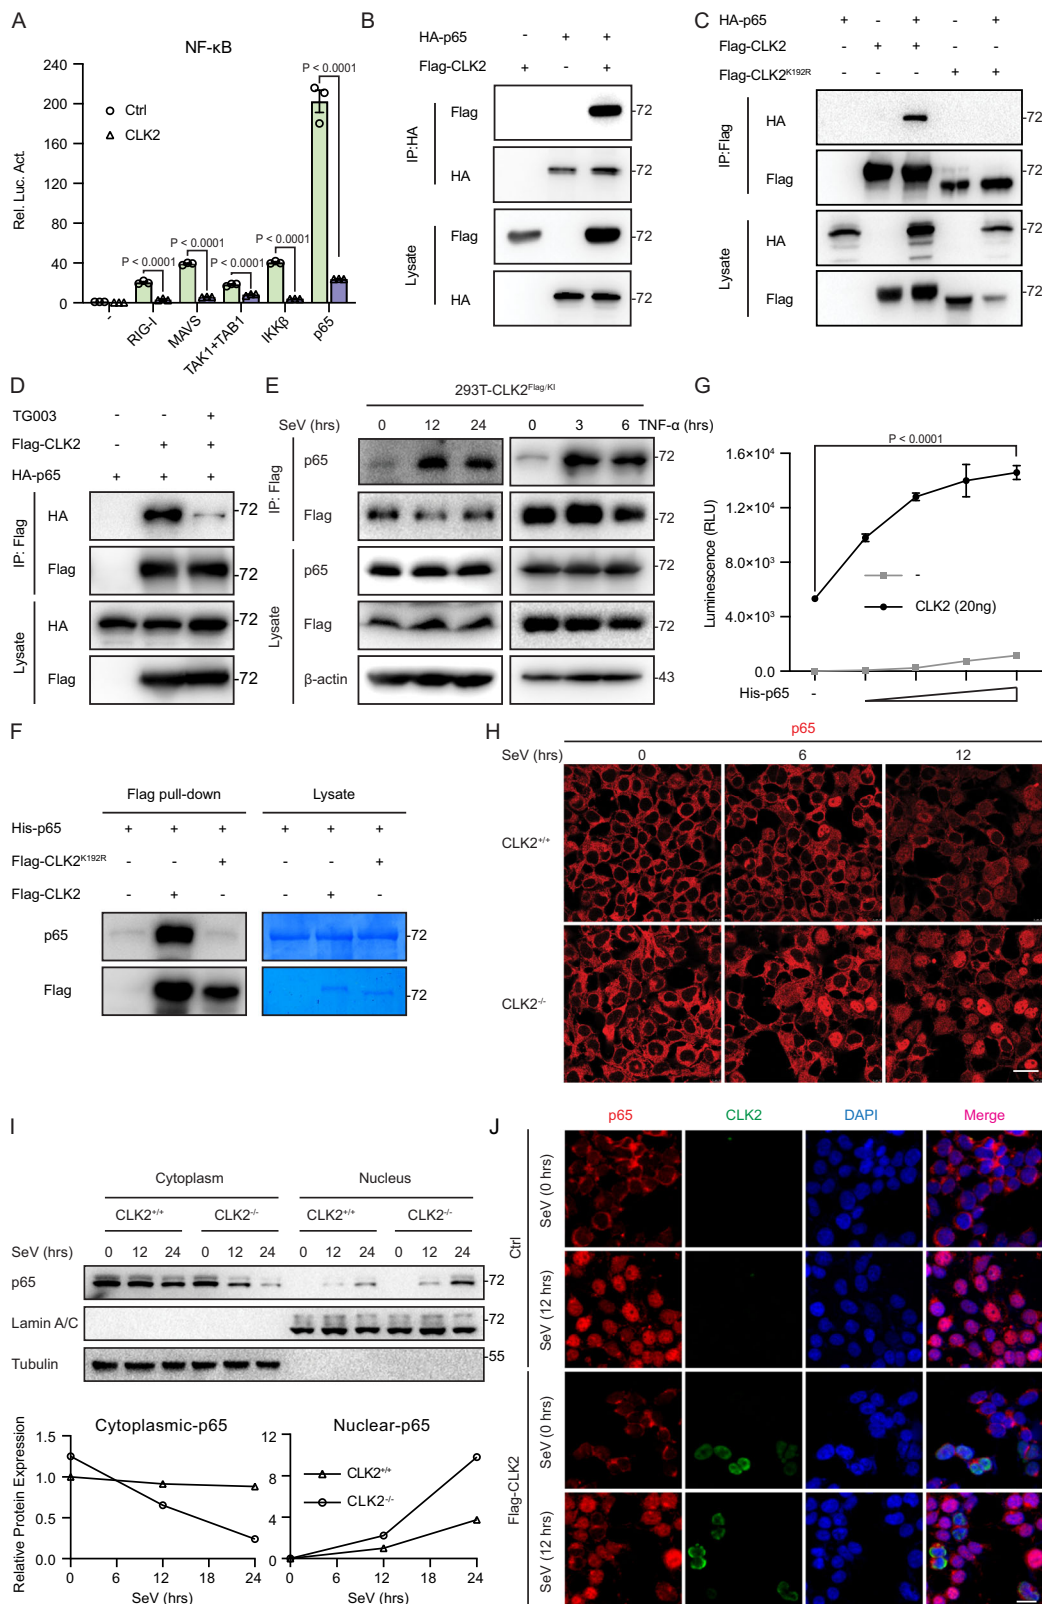 A
NF-κB
P < 0.0001
240
200
160
120
80
40
0
Rel. Luc. Act.
Ctrl
CLK2
P < 0.0001
P < 0.0001 P < 0.0001 P < 0.0001
- RIG-I MAVS TAK1+TAB1 IKKβ p65
B
HA-p65 - + +
Flag-CLK2 + - +
IP:HA
Flag -72
HA -72
Lysate
Flag -72
HA -72
C
HA-p65 + - + - +
Flag-CLK2 - + + - -
Flag-CLK2K192R - - - + +
IP:Flag
HA -72
Flag -72
Lysate
HA -72
Flag -72
D
TG003 - - +
Flag-CLK2 - + +
HA-p65 + + +
IP: Flag
HA -72
Flag -72
Lysate
HA -72
Flag -72
E
293T-CLK2Flag/KI
SeV (hrs) 0 12 24 0 3 6 TNF-α (hrs)
IP: Flag
p65 -72
Flag -72
Lysate
p65 -72
Flag -72
β-actin -43
G
P < 0.0001
1.6×10⁴
1.2×10⁴
8.0×10³
4.0×10³
0.0
Luminescence (RLU)
-
CLK2 (20ng)
His-p65 -
F
Flag pull-down Lysate
His-p65 + + + + + +
Flag-CLK2K192R - - + - - +
Flag-CLK2 - + - - + -
p65 -72
Flag -72
H
p65
SeV (hrs) 0 6 12
CLK2+/+
CLK2-/-
I
Cytoplasm Nucleus
CLK2+/+ CLK2-/- CLK2+/+ CLK2-/-
SeV (hrs) 0 12 24 0 12 24 0 12 24 0 12 24
p65 -72
Lamin A/C -72
Tubulin -55
Cytoplasmic-p65
Relative Protein Expression
1.5
1.0
0.5
0.0
0 6 12 18 24
SeV (hrs)
Nuclear-p65
12
8
4
0
CLK2+/+
CLK2-/-
0 6 12 18 24
SeV (hrs)
J
p65 CLK2 DAPI Merge
Ctrl
SeV (0 hrs)
SeV (12 hrs)
Flag-CLK2
SeV (0 hrs)
SeV (12 hrs)